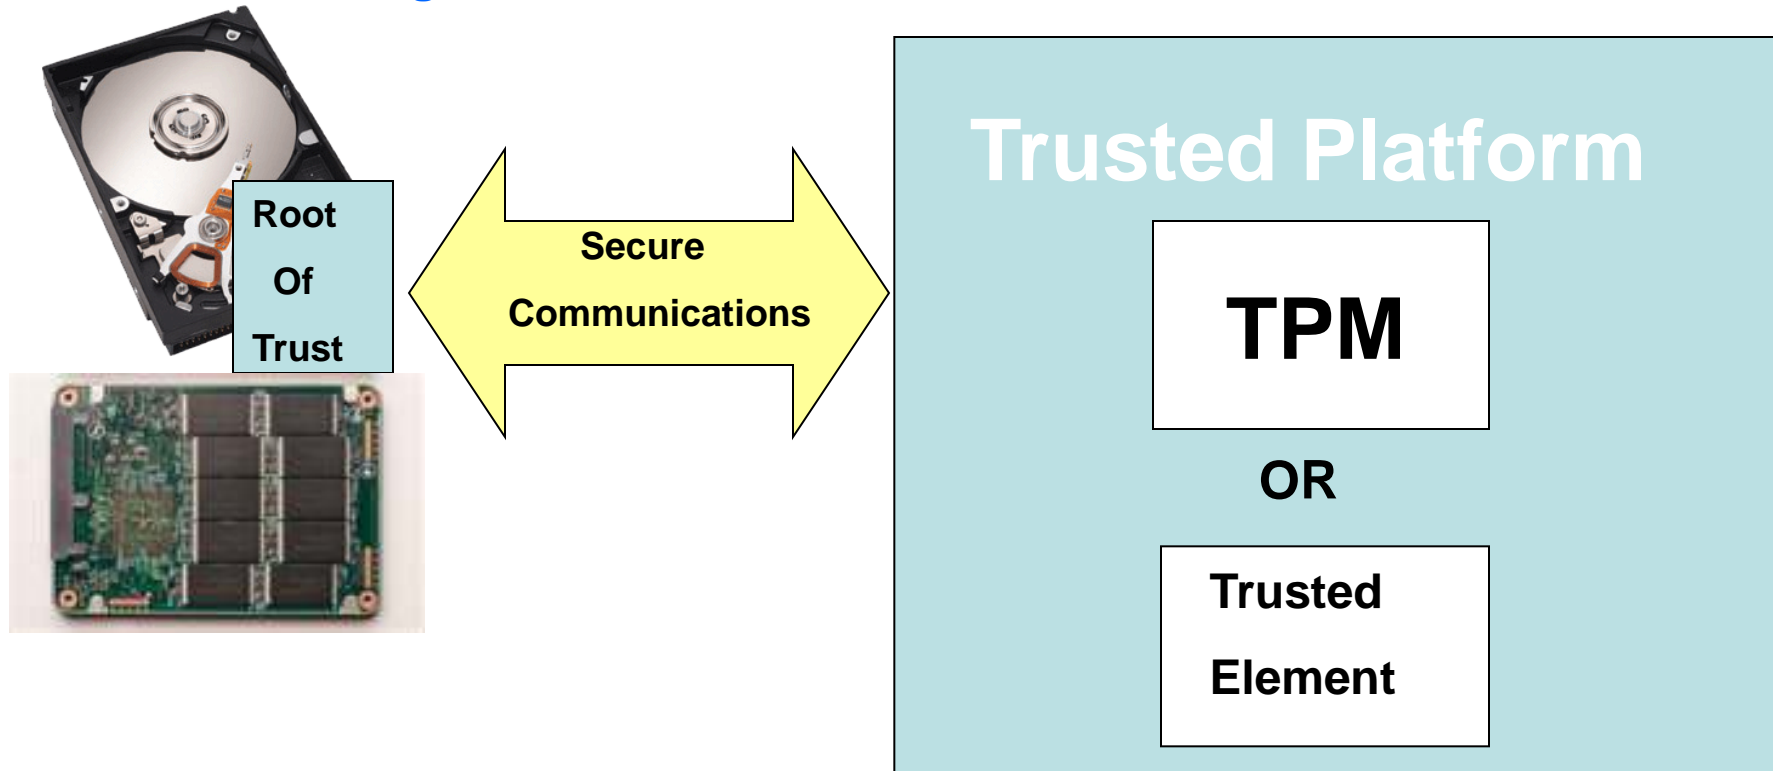 Root
Of
Trust
Secure
Communications
Trusted Platform
TPM
OR
Trusted
Element